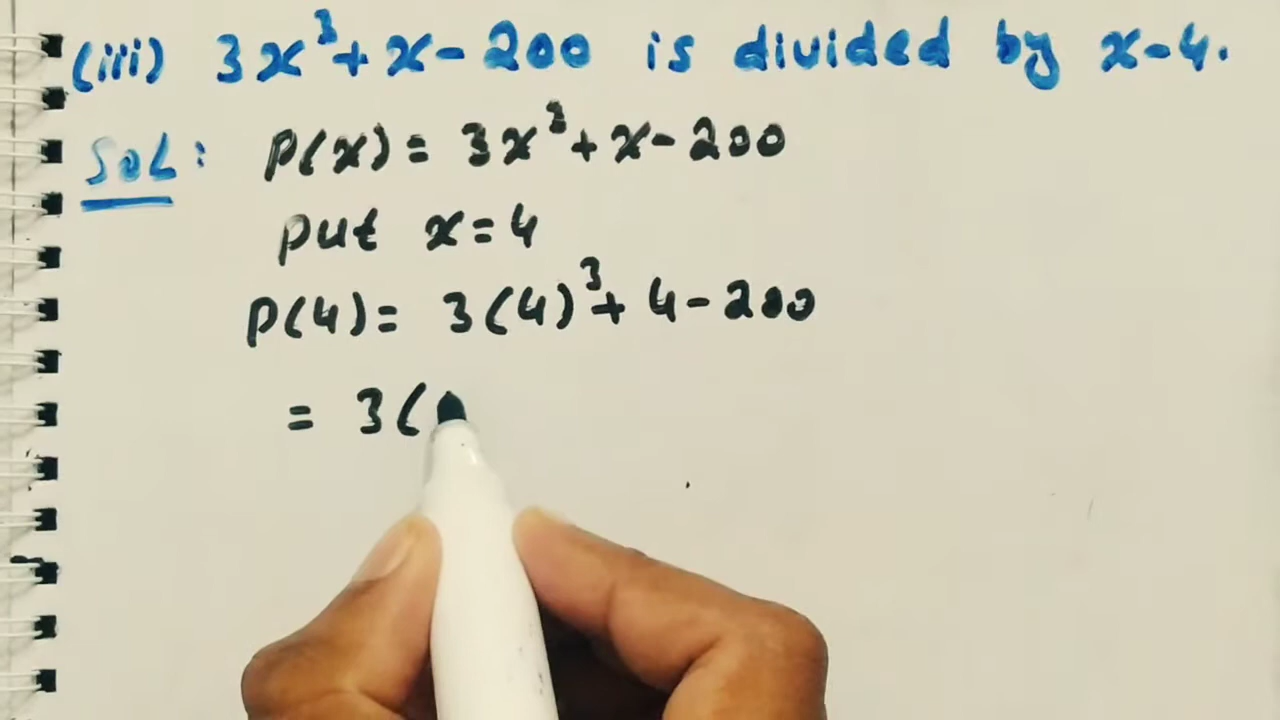 (iii) 3x³+x-200 is divided by x-4.
SOL: P(x)= 3x³+x-200
put x=4
P(4)= 3(4)³+4-200
= 3(